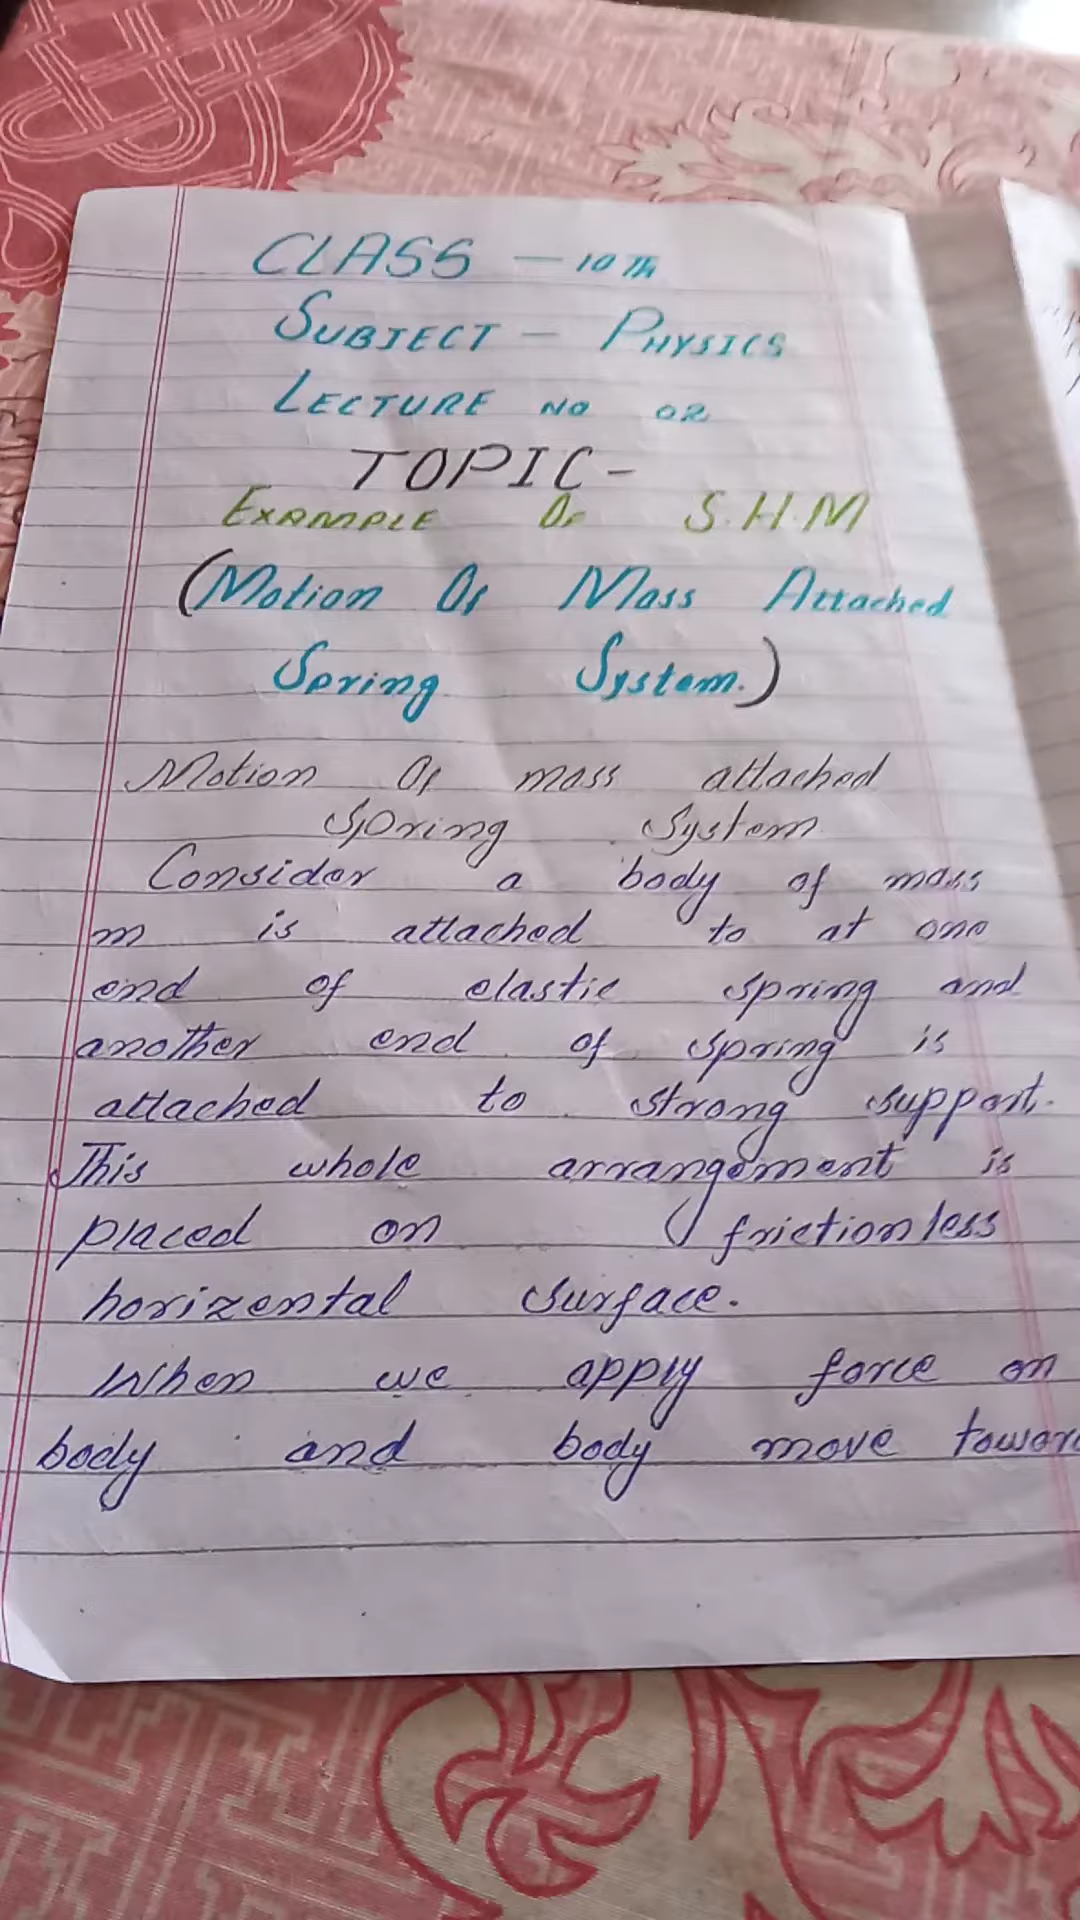 CLASS - 10Th
SUBJECT - PHYSICS
LECTURE NO 02
TOPIC-
EXAMPLE OF S.H.M
(Motion Of Mass Attached
Spring System.)
Motion Of mass attached
Spring System
Consider a body of mass
m is attached to at one
end of elastic spring and
another end of spring is
attached to strong support.
This whole arrangement is
placed on frictionless
horizental surface.
When we apply force on
body and body move towar